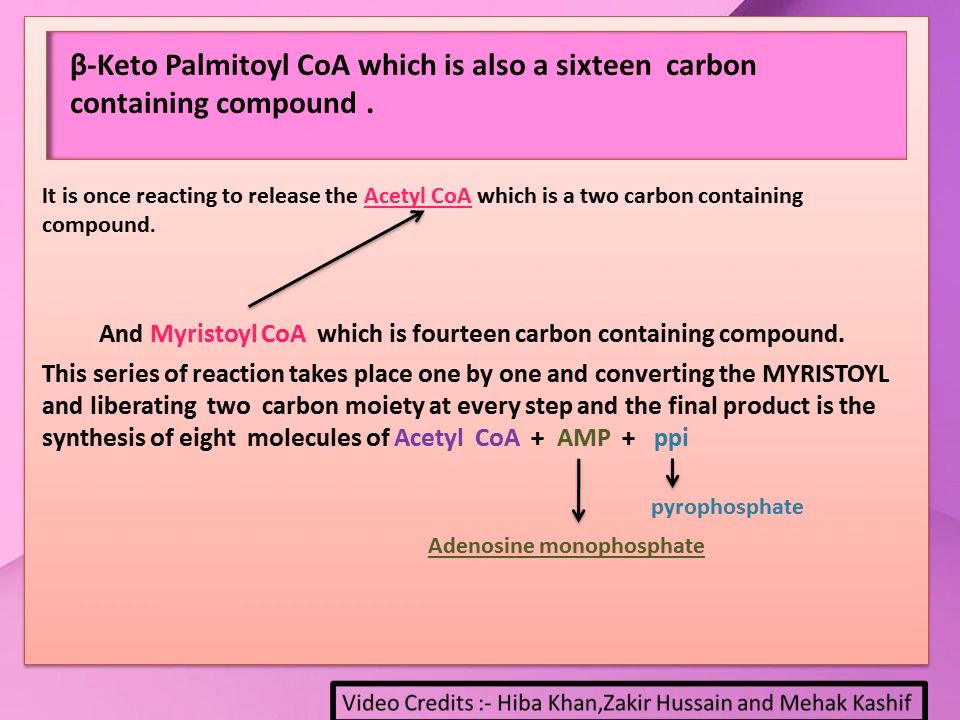 β-Keto Palmitoyl CoA which is also a sixteen carbon
containing compound .
It is once reacting to release the Acetyl CoA which is a two carbon containing
compound.
And Myristoyl CoA which is fourteen carbon containing compound.
This series of reaction takes place one by one and converting the MYRISTOYL
and liberating two carbon moiety at every step and the final product is the
synthesis of eight molecules of Acetyl CoA + AMP + ppi
pyrophosphate
Adenosine monophosphate
Video Credits :- Hiba Khan,Zakir Hussain and Mehak Kashif